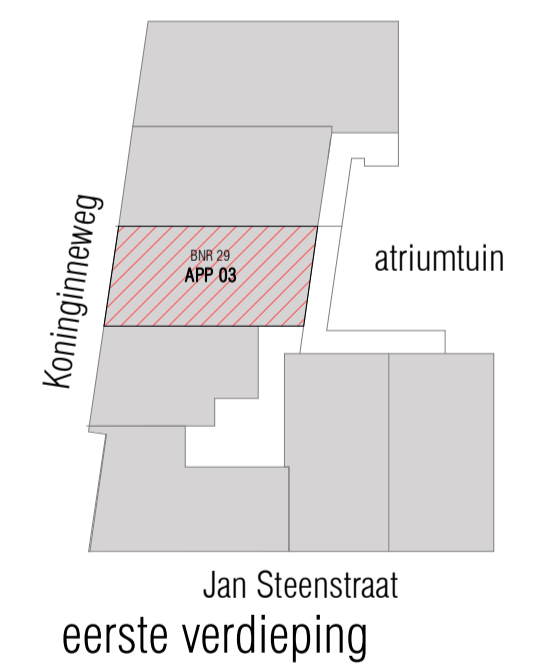 Koninginneweg
BNR 29
APP 03
atriumtuin
Jan Steenstraat
eerste verdieping